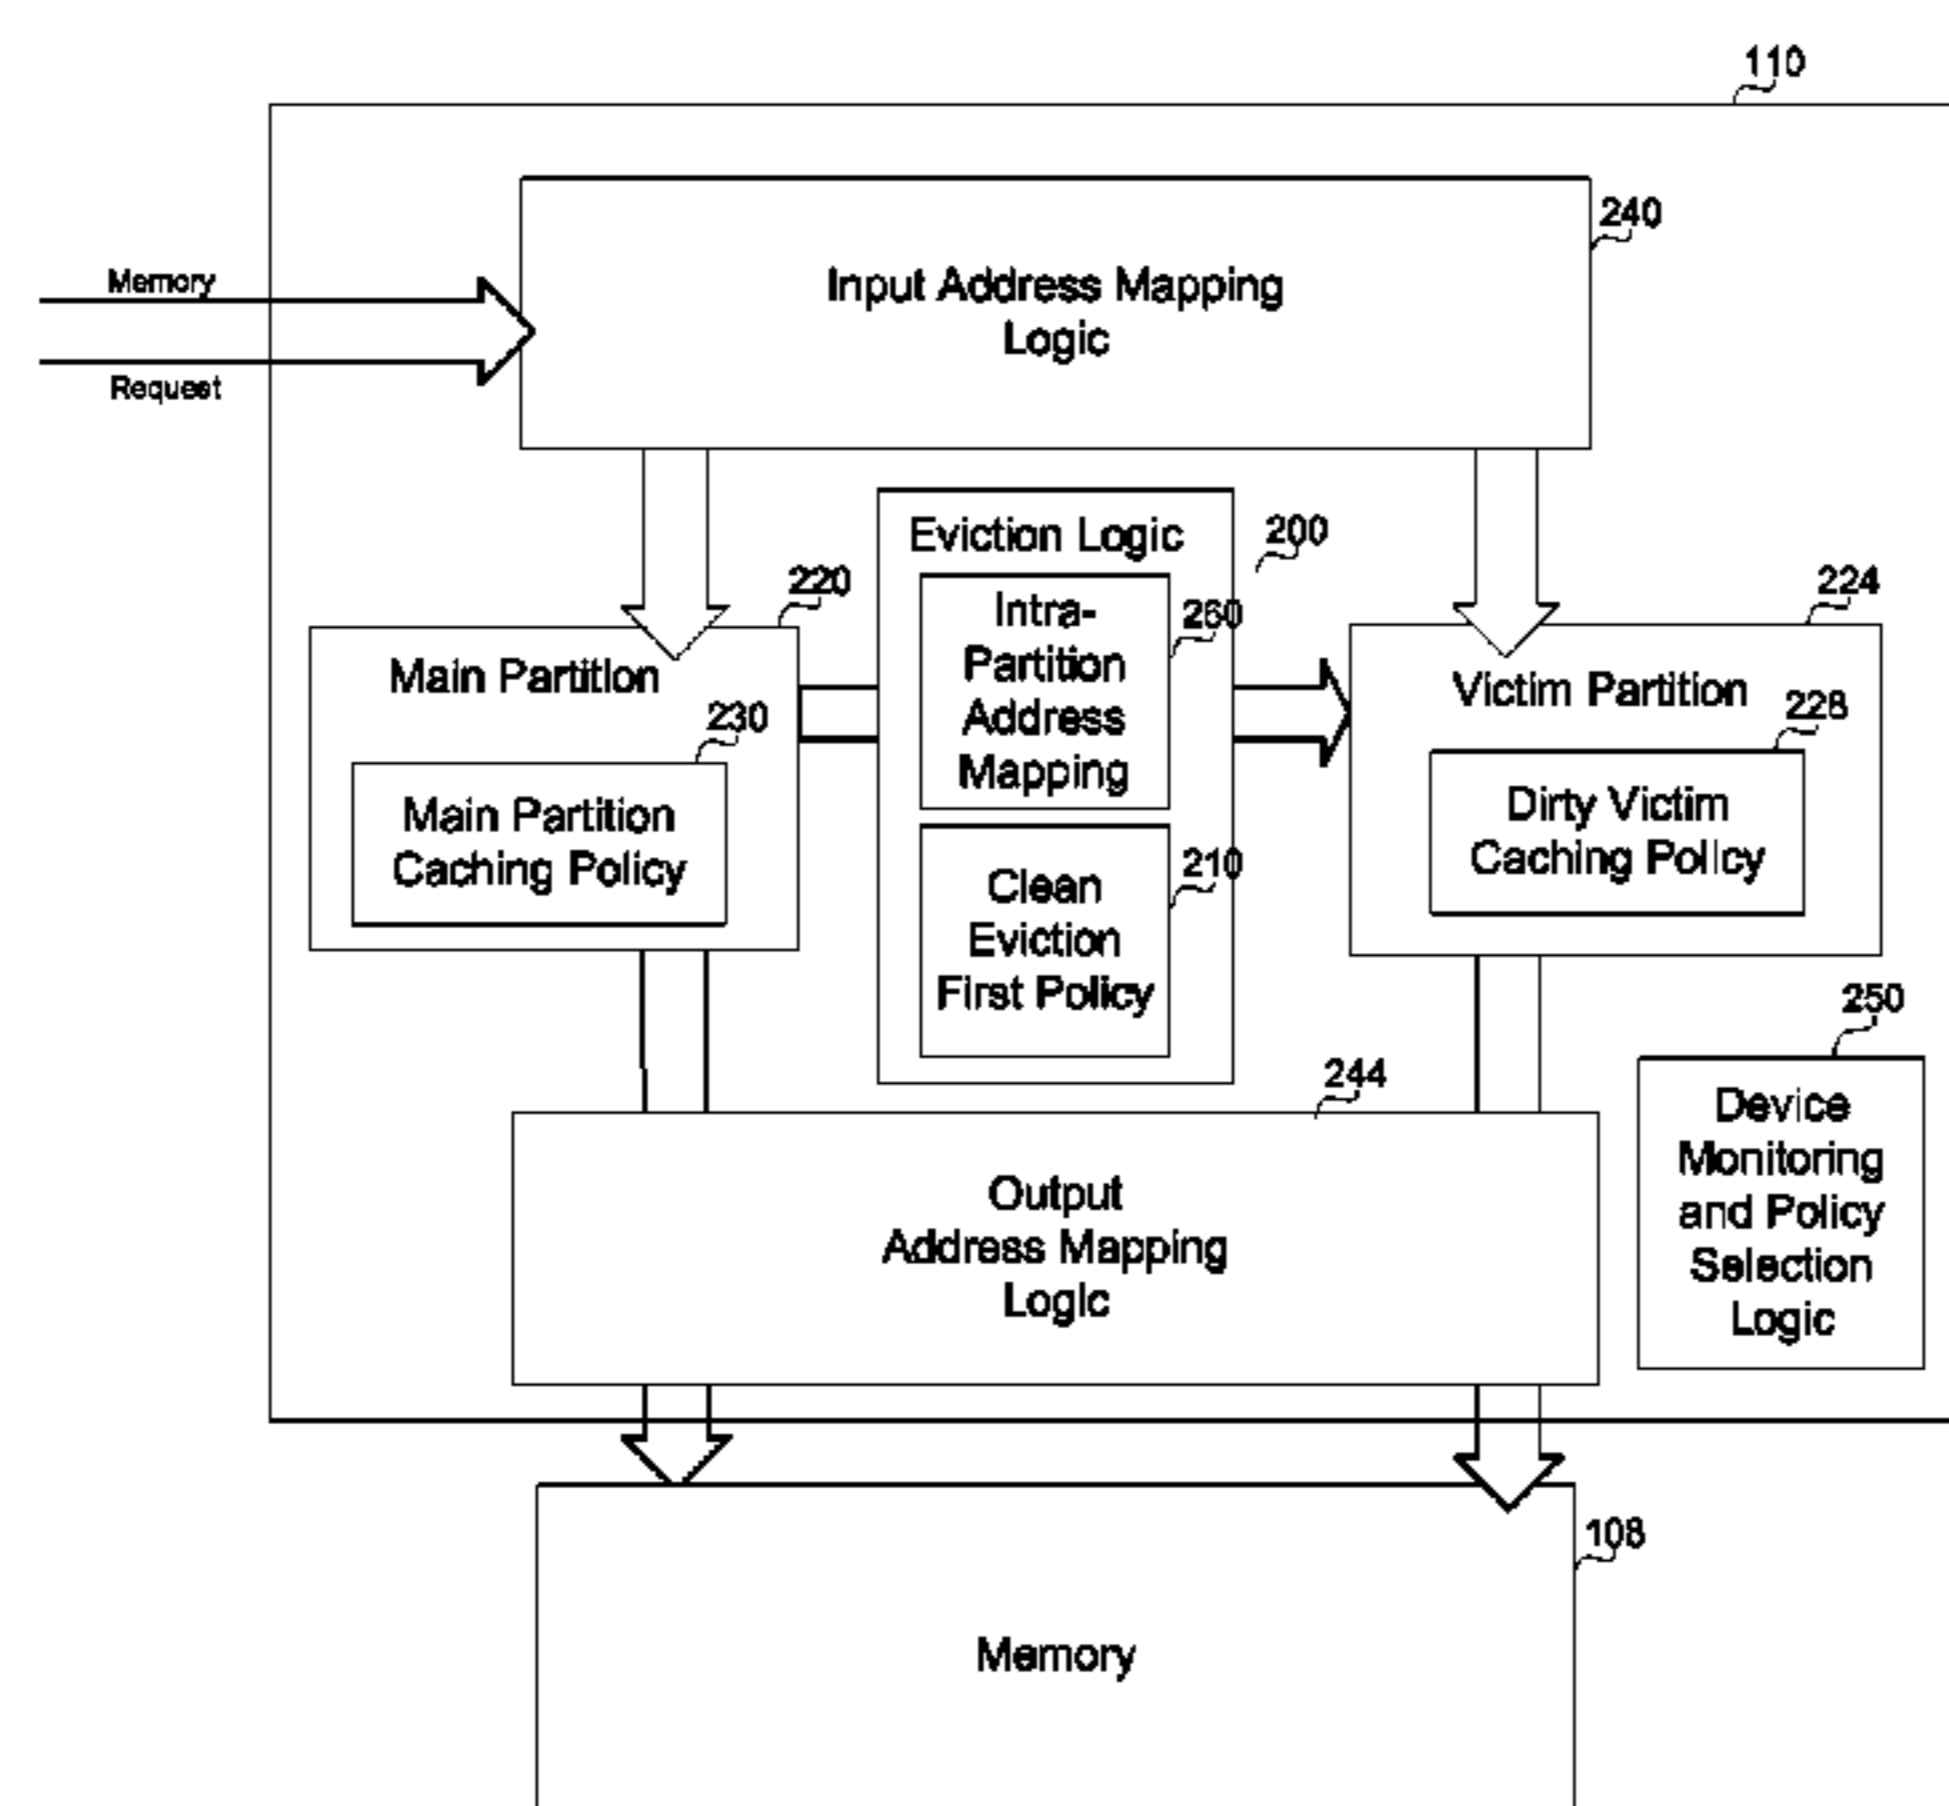 110
240
Memory
Request
Input Address Mapping
Logic
Eviction Logic
200
220
Intra-
Partition
Address
Mapping
260
224
Main Partition
230
Main Partition
Caching Policy
Victim Partition
228
Dirty Victim
Caching Policy
210
Clean
Eviction
First Policy
250
Device
Monitoring
and Policy
Selection
Logic
244
Output
Address Mapping
Logic
108
Memory